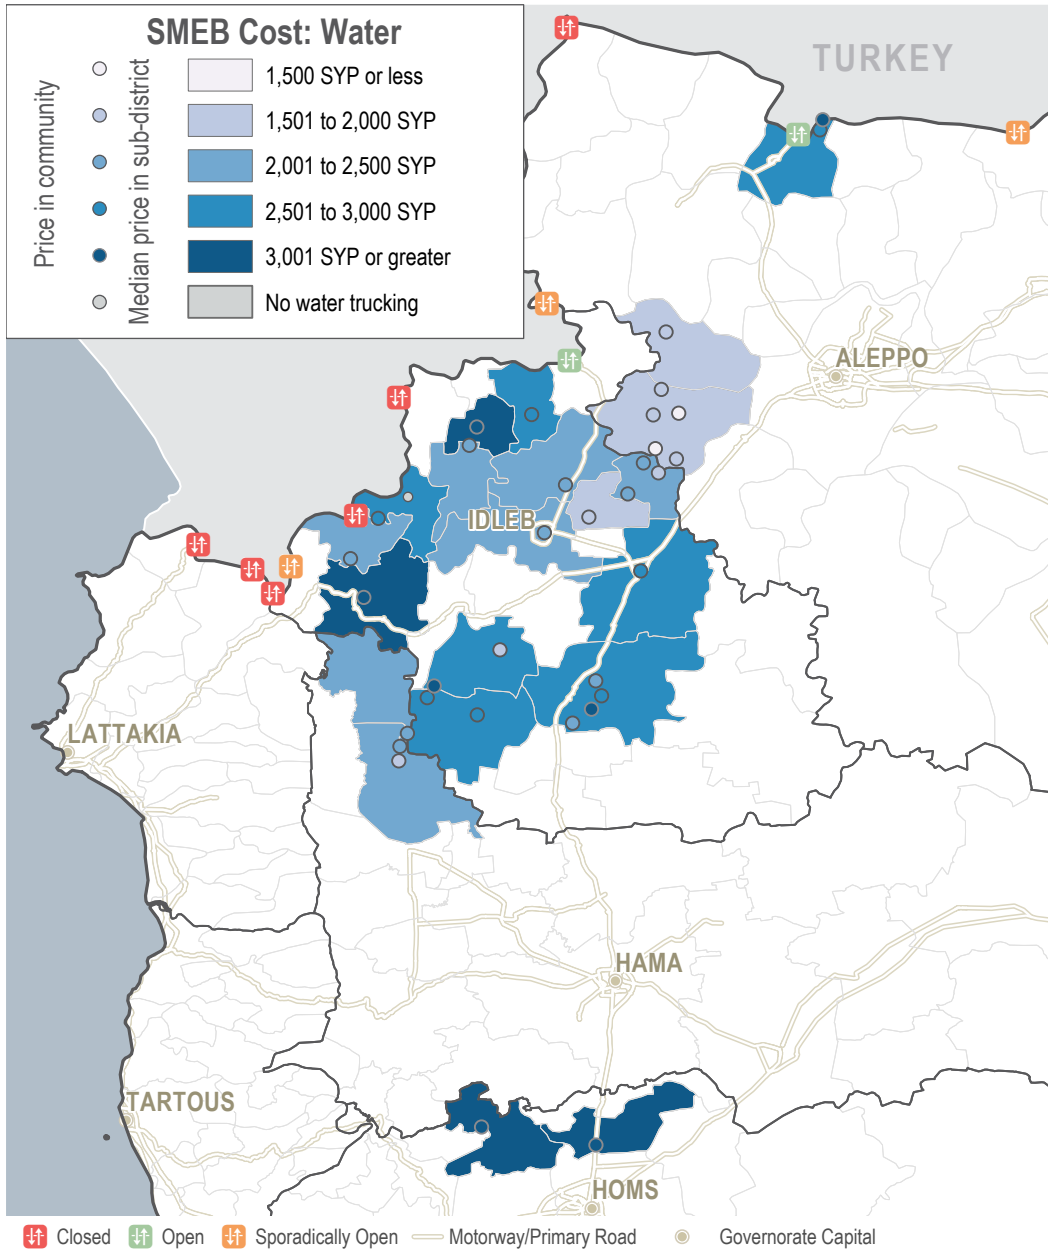 SMEB Cost: Water
Price in community
Median price in sub-district
1,500 SYP or less
1,501 to 2,000 SYP
2,001 to 2,500 SYP
2,501 to 3,000 SYP
3,001 SYP or greater
No water trucking
TURKEY
ALEPPO
IDLEB
LATTAKIA
HAMA
TARTOUS
HOMS
Closed
Open
Sporadically Open
Motorway/Primary Road
Governorate Capital